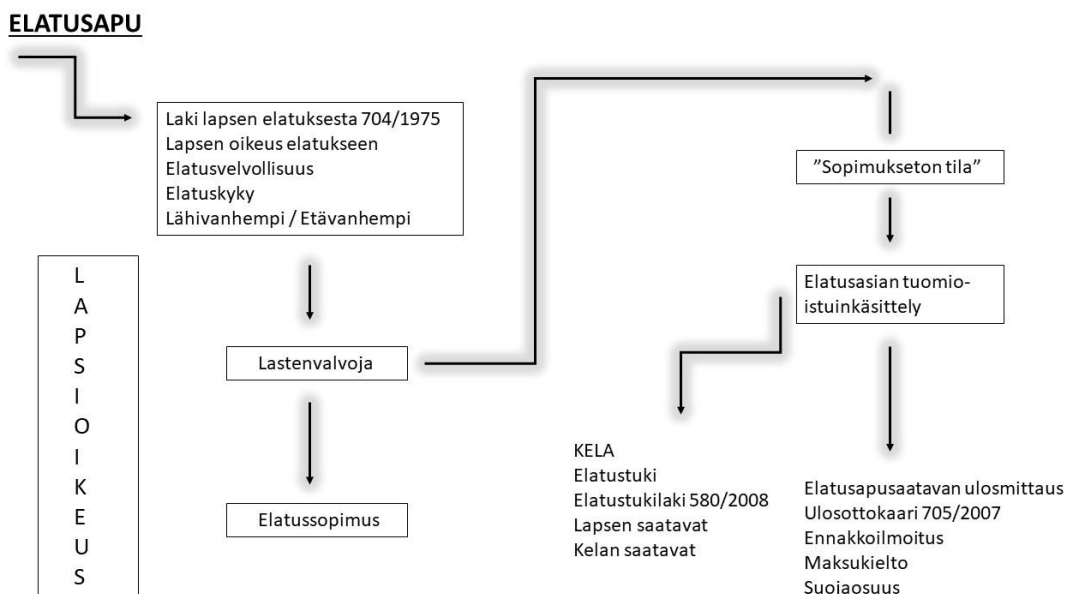 ELATUSAPU
Laki lapsen elatuksesta 704/1975
Lapsen oikeus elatukseen
Elatusvelvollisuus
Elatuskyky
Lähivanhempi / Etävanhempi
L
A
P
S
I
O
I
K
E
U
S
Lastenvalvoja
Elatussopimus
”Sopimukseton tila”
Elatusasian tuomio-
istuinkäsittely
KELA
Elatustuki
Elatustukilaki 580/2008
Lapsen saatavat
Kelan saatavat
Elatusapusaatavan ulosmittaus
Ulosottokaari 705/2007
Ennakkoilmoitus
Maksukielto
Suojaosuus